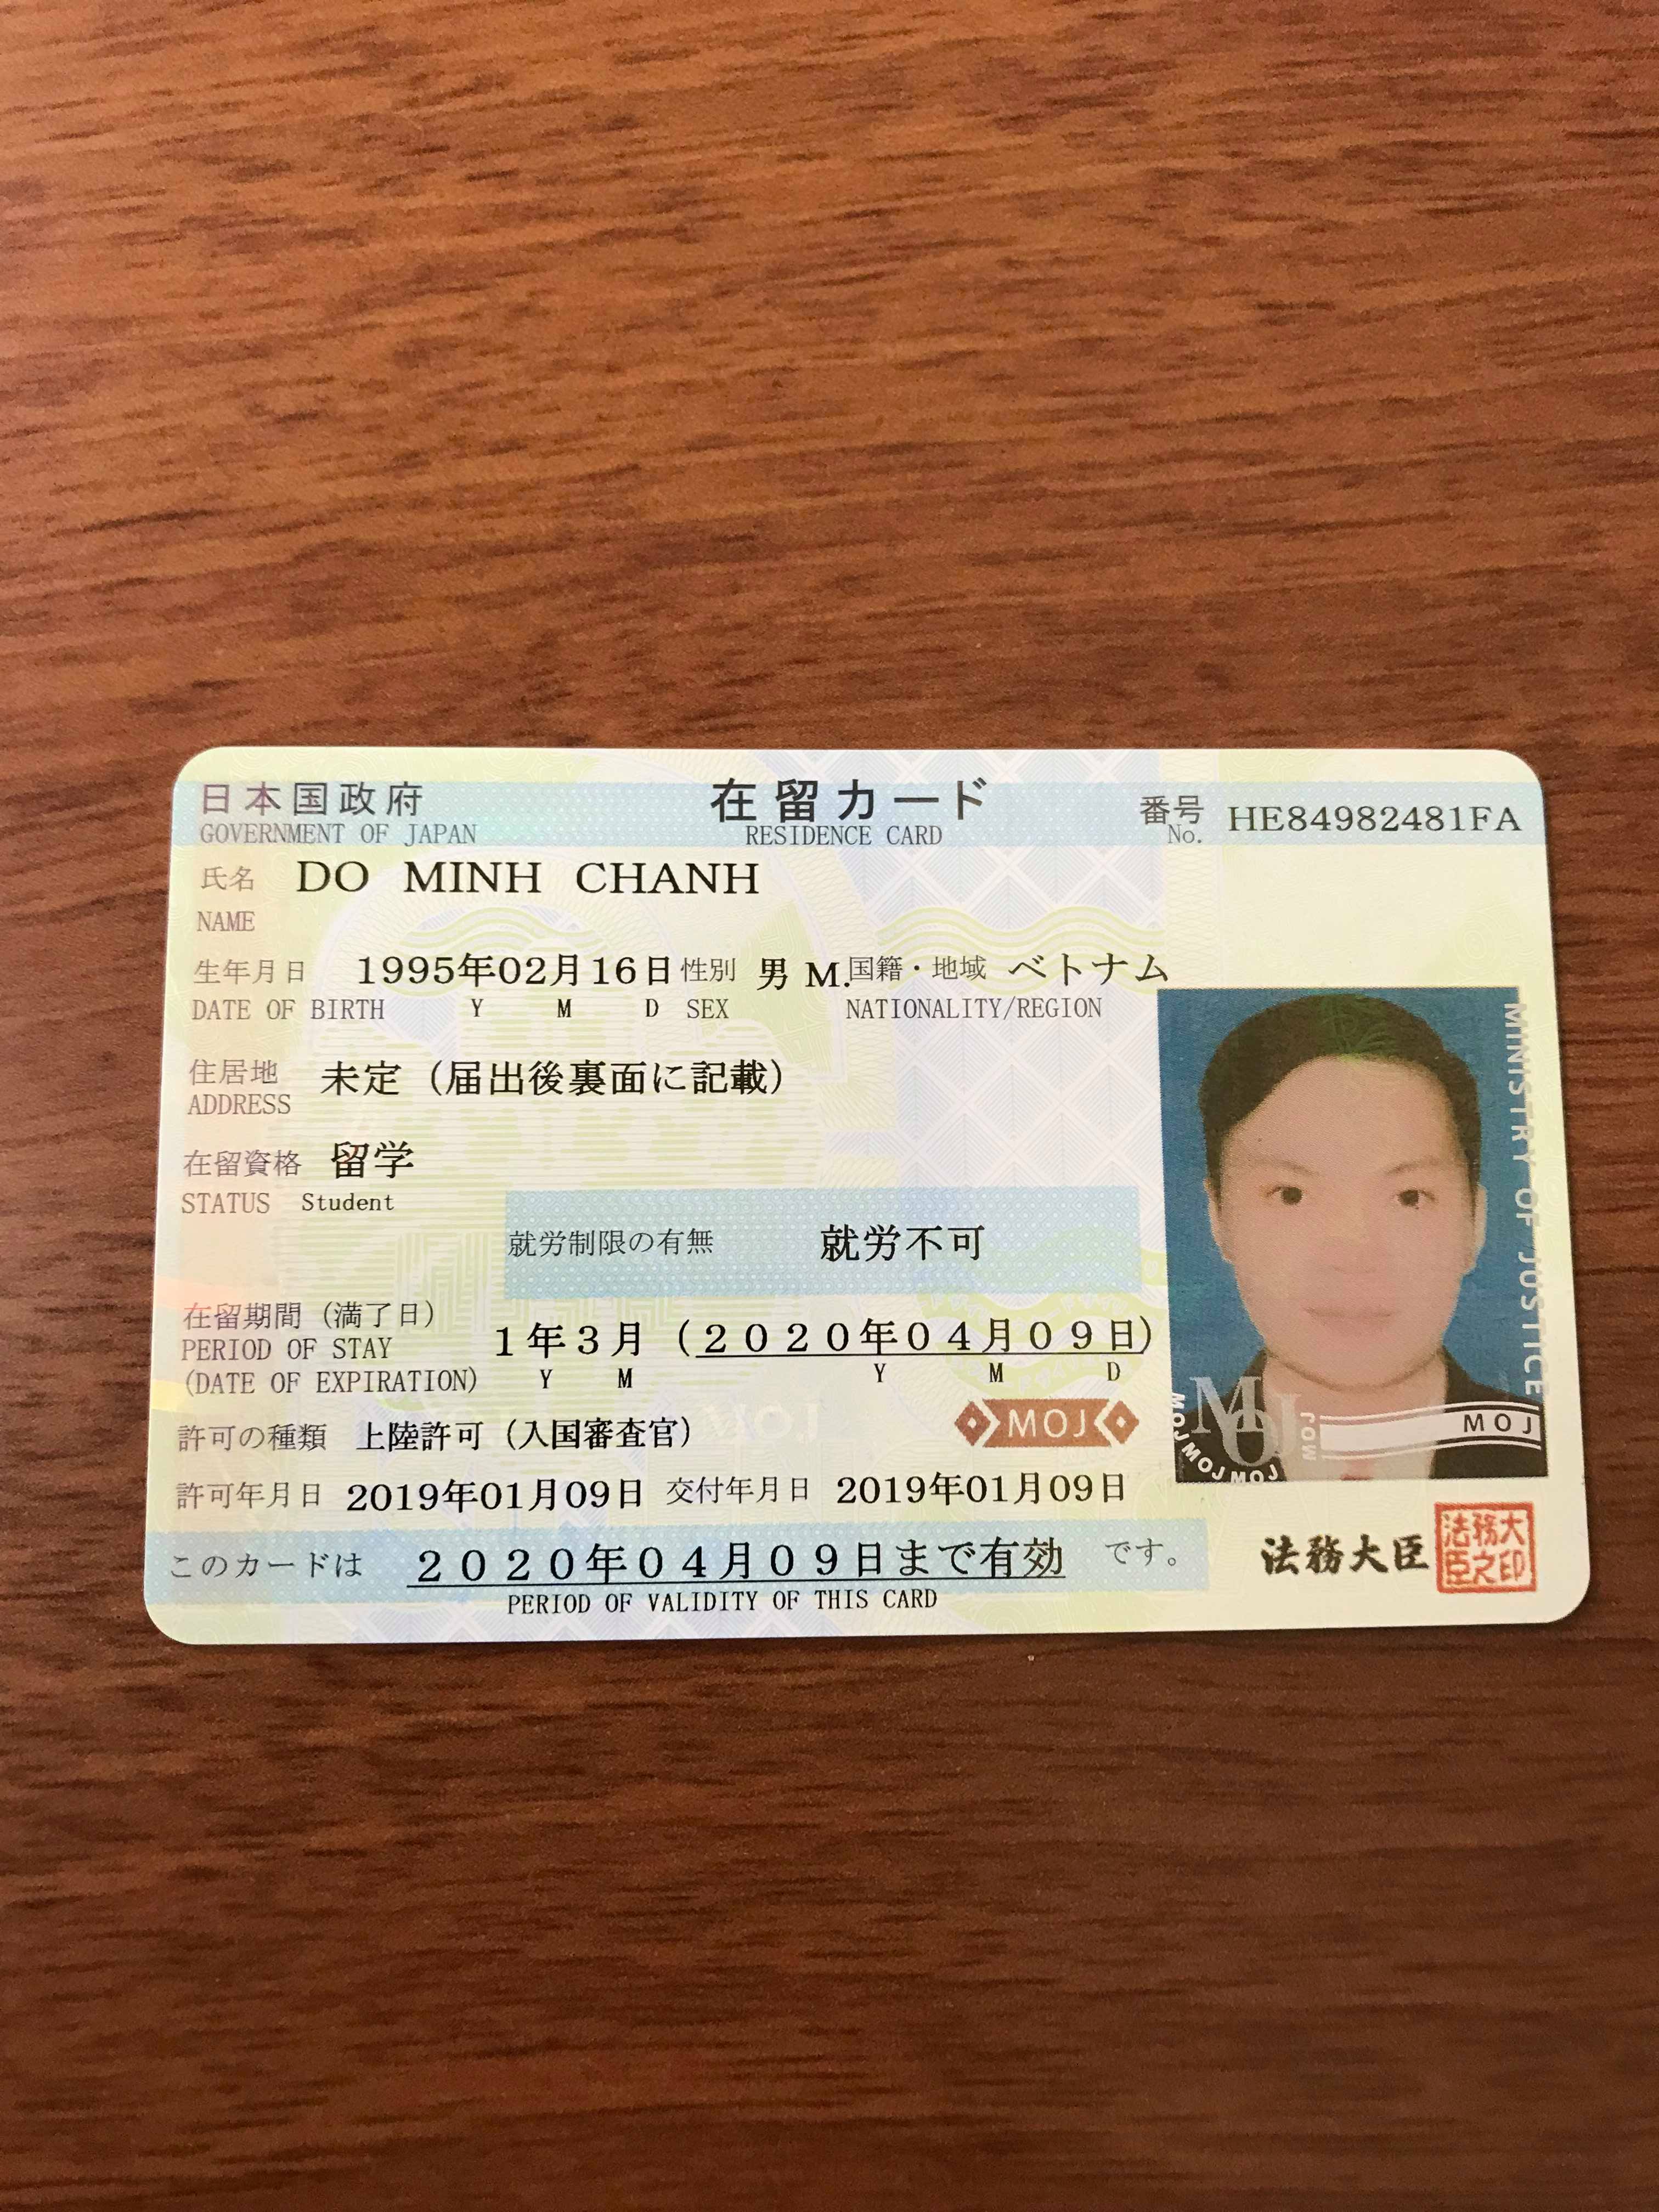 日本国政府 在留カード 番号 HE84982481FA
GOVERNMENT OF JAPAN RESIDENCE CARD No.
氏名 DO MINH CHANH
NAME
生年月日 1995年02月16日 性別 男 M. 国籍・地域 ベトナム
DATE OF BIRTH Y M D SEX NATIONALITY/REGION
住居地 未定（届出後裏面に記載）
ADDRESS
在留資格 留学
STATUS Student
就労制限の有無 就労不可
在留期間（満了日）
PERIOD OF STAY 1年3月（2020年04月09日）
(DATE OF EXPIRATION) Y M Y M D
許可の種類 上陸許可（入国審査官）
MOJ
許可年月日 2019年01月09日 交付年月日 2019年01月09日
このカードは 2020年04月09日まで有効 です。
PERIOD OF VALIDITY OF THIS CARD
MINISTRY OF JUSTICE
MOJ
MOJ MOJ MOJ
MOJ
MOJ
法務大臣
法務大臣之印